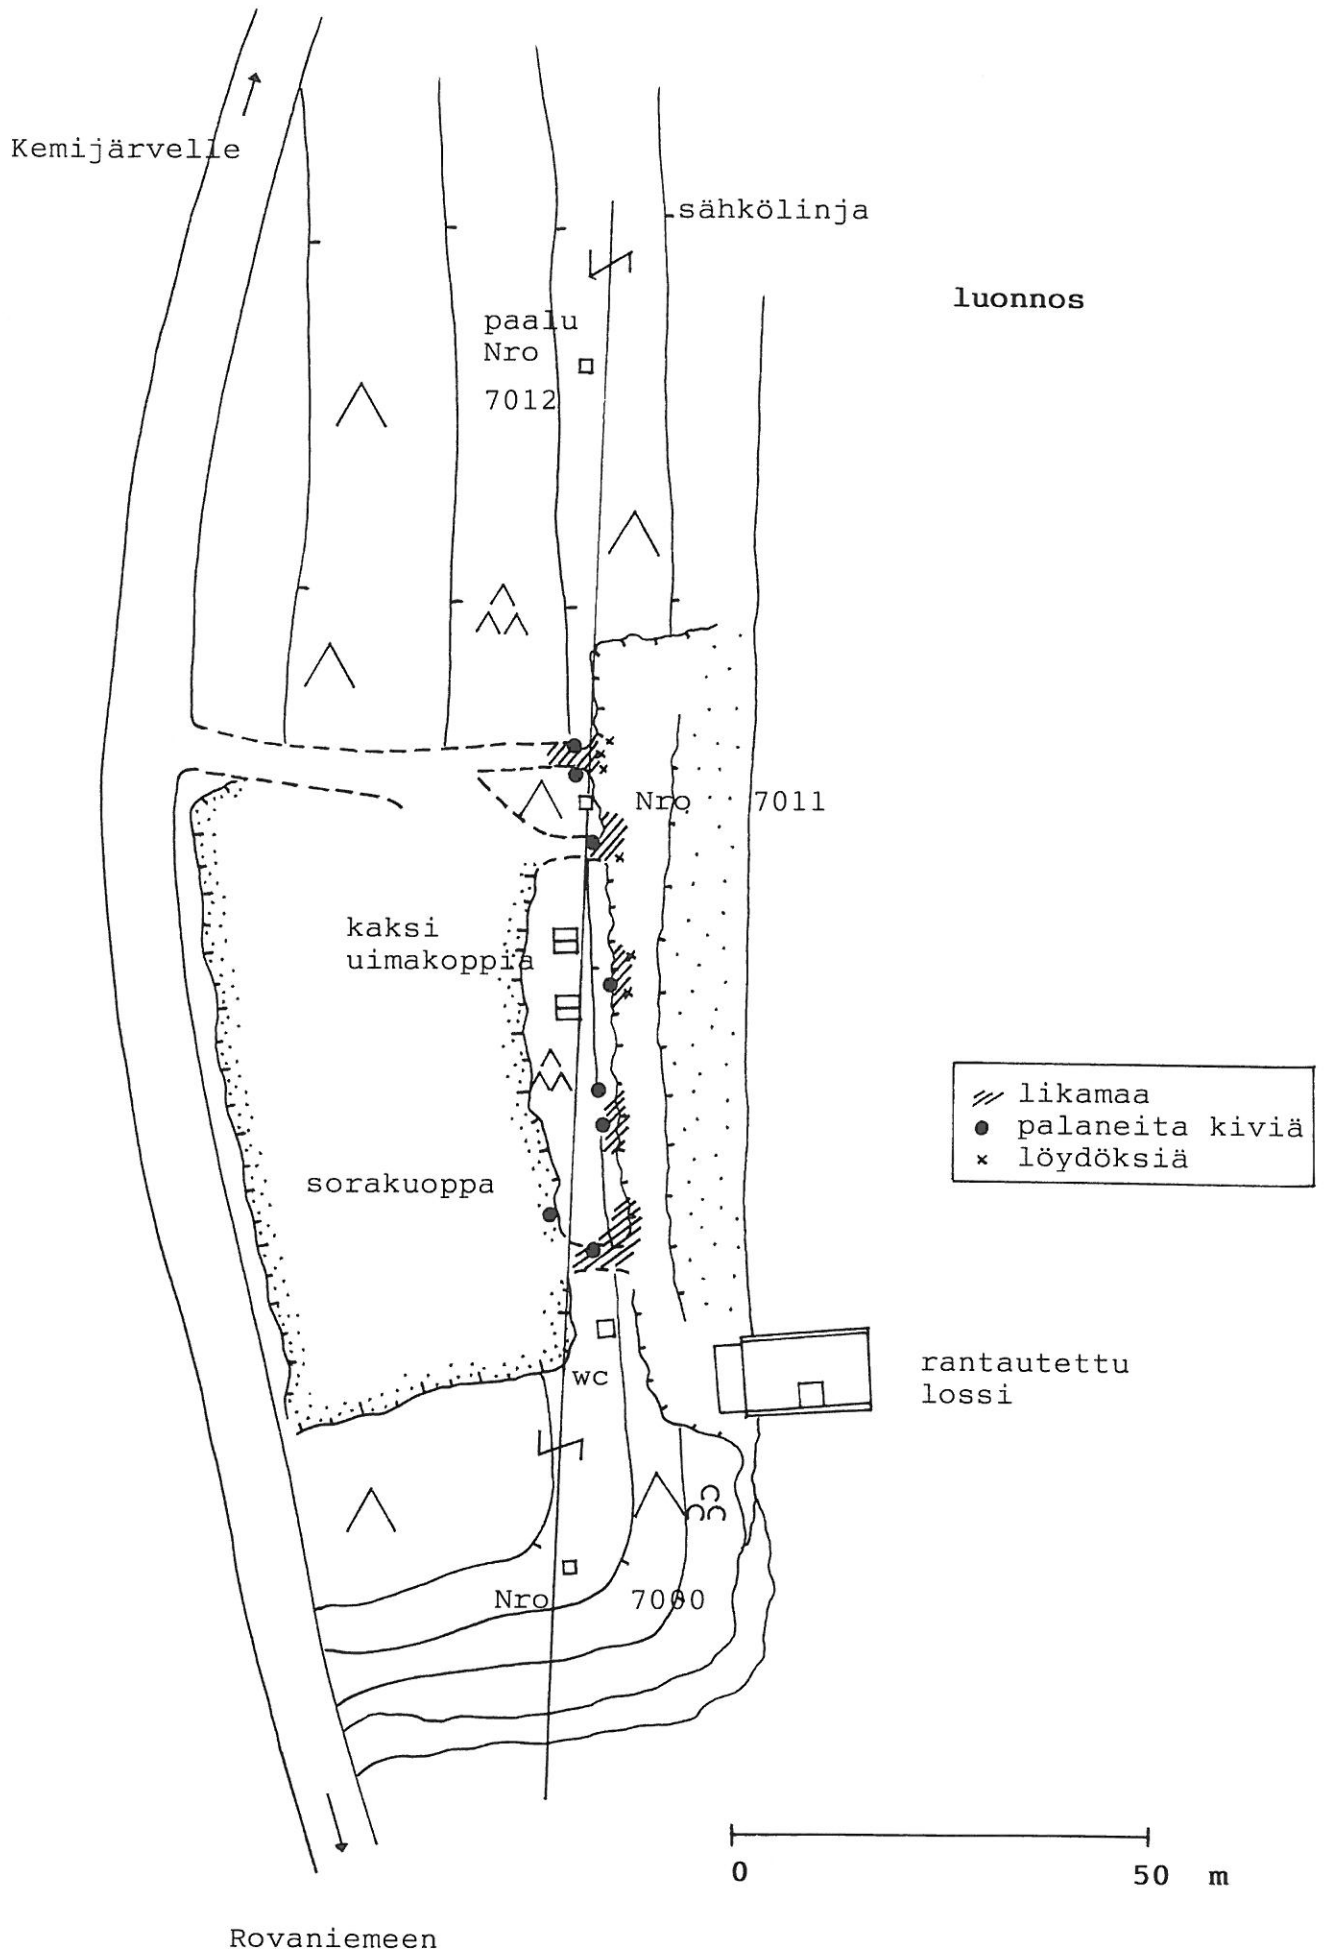 Kemijärvelle
sähkölinja
luonnos
paalu
Nro
7012
Nro 7011
kaksi
uimakoppia
likamaa
palaneita kiviä
löydöksiä
sorakuoppa
rantautettu
lossi
wc
Nro 7000
0 50 m
Rovaniemeen